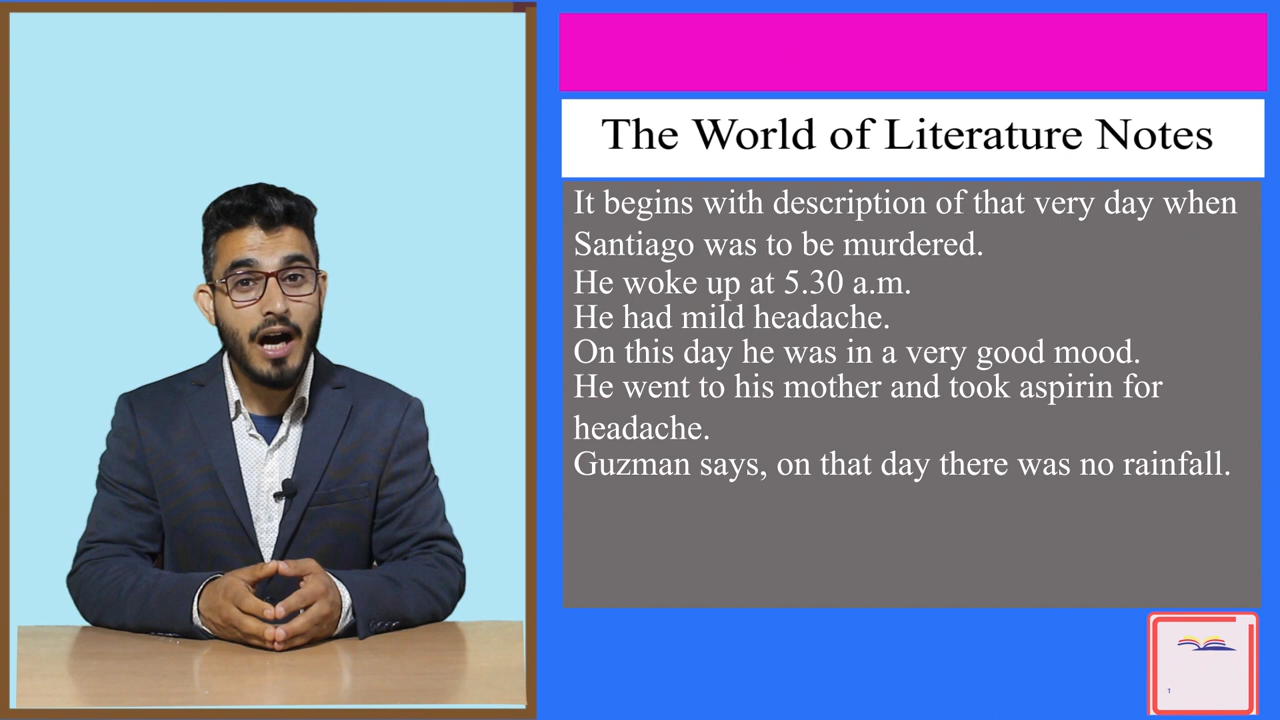 The World of Literature Notes
It begins with description of that very day when
Santiago was to be murdered.
He woke up at 5.30 a.m.
He had mild headache.
On this day he was in a very good mood.
He went to his mother and took aspirin for
headache.
Guzman says, on that day there was no rainfall.
1